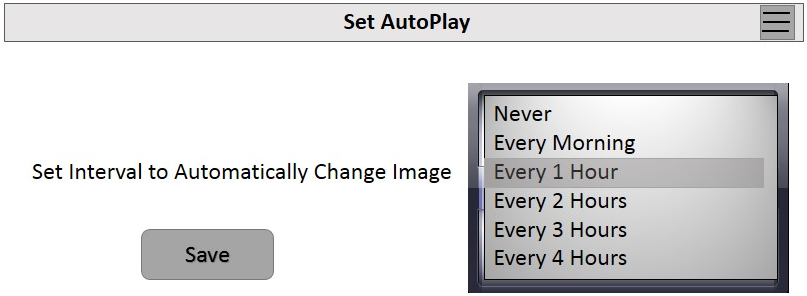 Set AutoPlay
Set Interval to Automatically Change Image
Never
Every Morning
Every 1 Hour
Every 2 Hours
Every 3 Hours
Every 4 Hours
Save